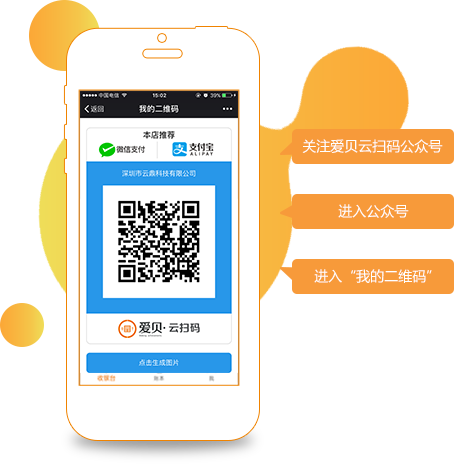 中国电信 15:02 39%
返回 我的二维码
本店推荐
微信支付 支付宝
ALIPAY
深圳市云鼎科技有限公司
爱贝·云扫码
点击生成图片
收银台 账单 我
关注爱贝云扫码公众号
进入公众号
进入“我的二维码”